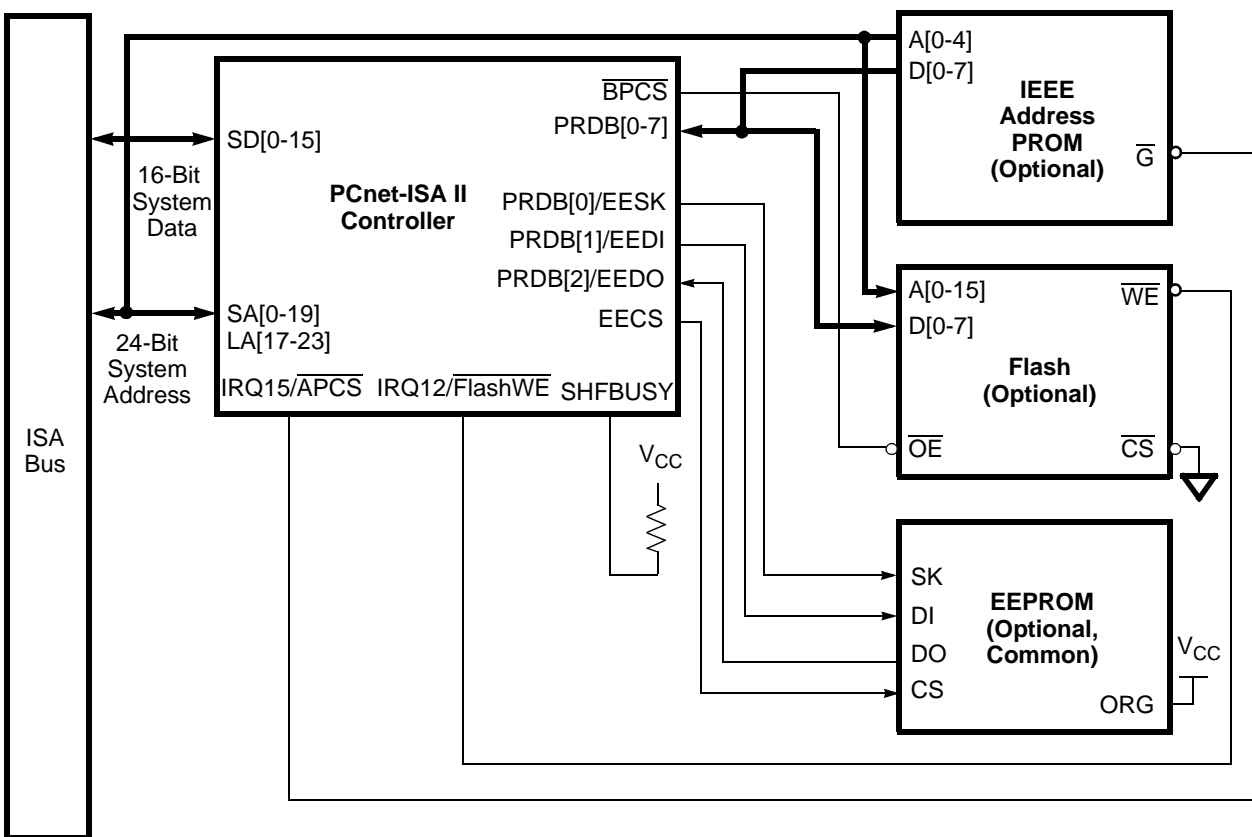 ISA
Bus
16-Bit
System
Data
24-Bit
System
Address
SD[0-15]
PCnet-ISA II
Controller
SA[0-19]
LA[17-23]
BPCS
PRDB[0-7]
PRDB[0]/EESK
PRDB[1]/EEDI
PRDB[2]/EEDO
EECS
IRQ15/APCS
IRQ12/FlashWE
SHFBUSY
VCC
A[0-4]
D[0-7]
IEEE
Address
PROM
(Optional)
G
A[0-15]
D[0-7]
WE
Flash
(Optional)
OE
CS
SK
DI
DO
CS
EEPROM
(Optional,
Common)
ORG
VCC